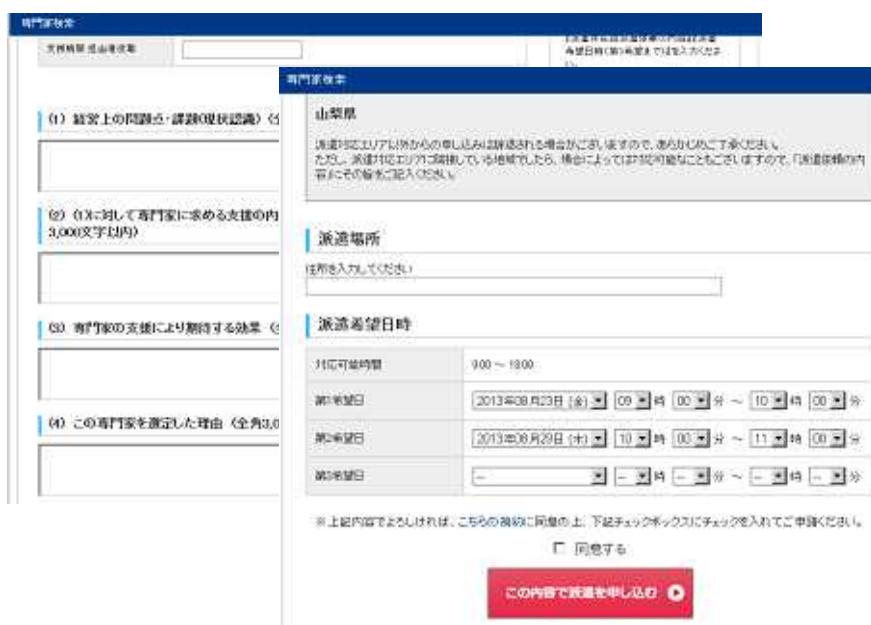 専門家検索
専門家検索
(1) 経営上の問題点・課題(現状認識)
(2) (1)に対して専門家に求める支援の内
3,000文字以内)
(3) 専門家の支援により期待する効果
(4) この専門家を選定した理由 (全角3,0
山梨県
派遣対応エリア以外からの申し込みは辞退される場合がございますので、あらかじめご了承ください。
ただし、派遣対応エリアに隣接している地域でしたら、場合によっては対応可能なこともございますので、「派遣依頼の内
容」にその旨をご記入ください。
派遣場所
住所を入力してください
派遣希望日時
対応可能時間 9:00 ～ 18:00
第1希望日 2013年08月23日 (金) 09 時 00 分 ～ 10 時 00 分
第2希望日 2013年08月29日 (木) 10 時 00 分 ～ 11 時 00 分
第3希望日 -- -- 時 -- 分 ～ -- 時 -- 分
※上記内容でよろしければ、こちらの規約に同意の上、下記チェックボックスにチェックを入れてご申請ください。
同意する
この内容で派遣を申し込む